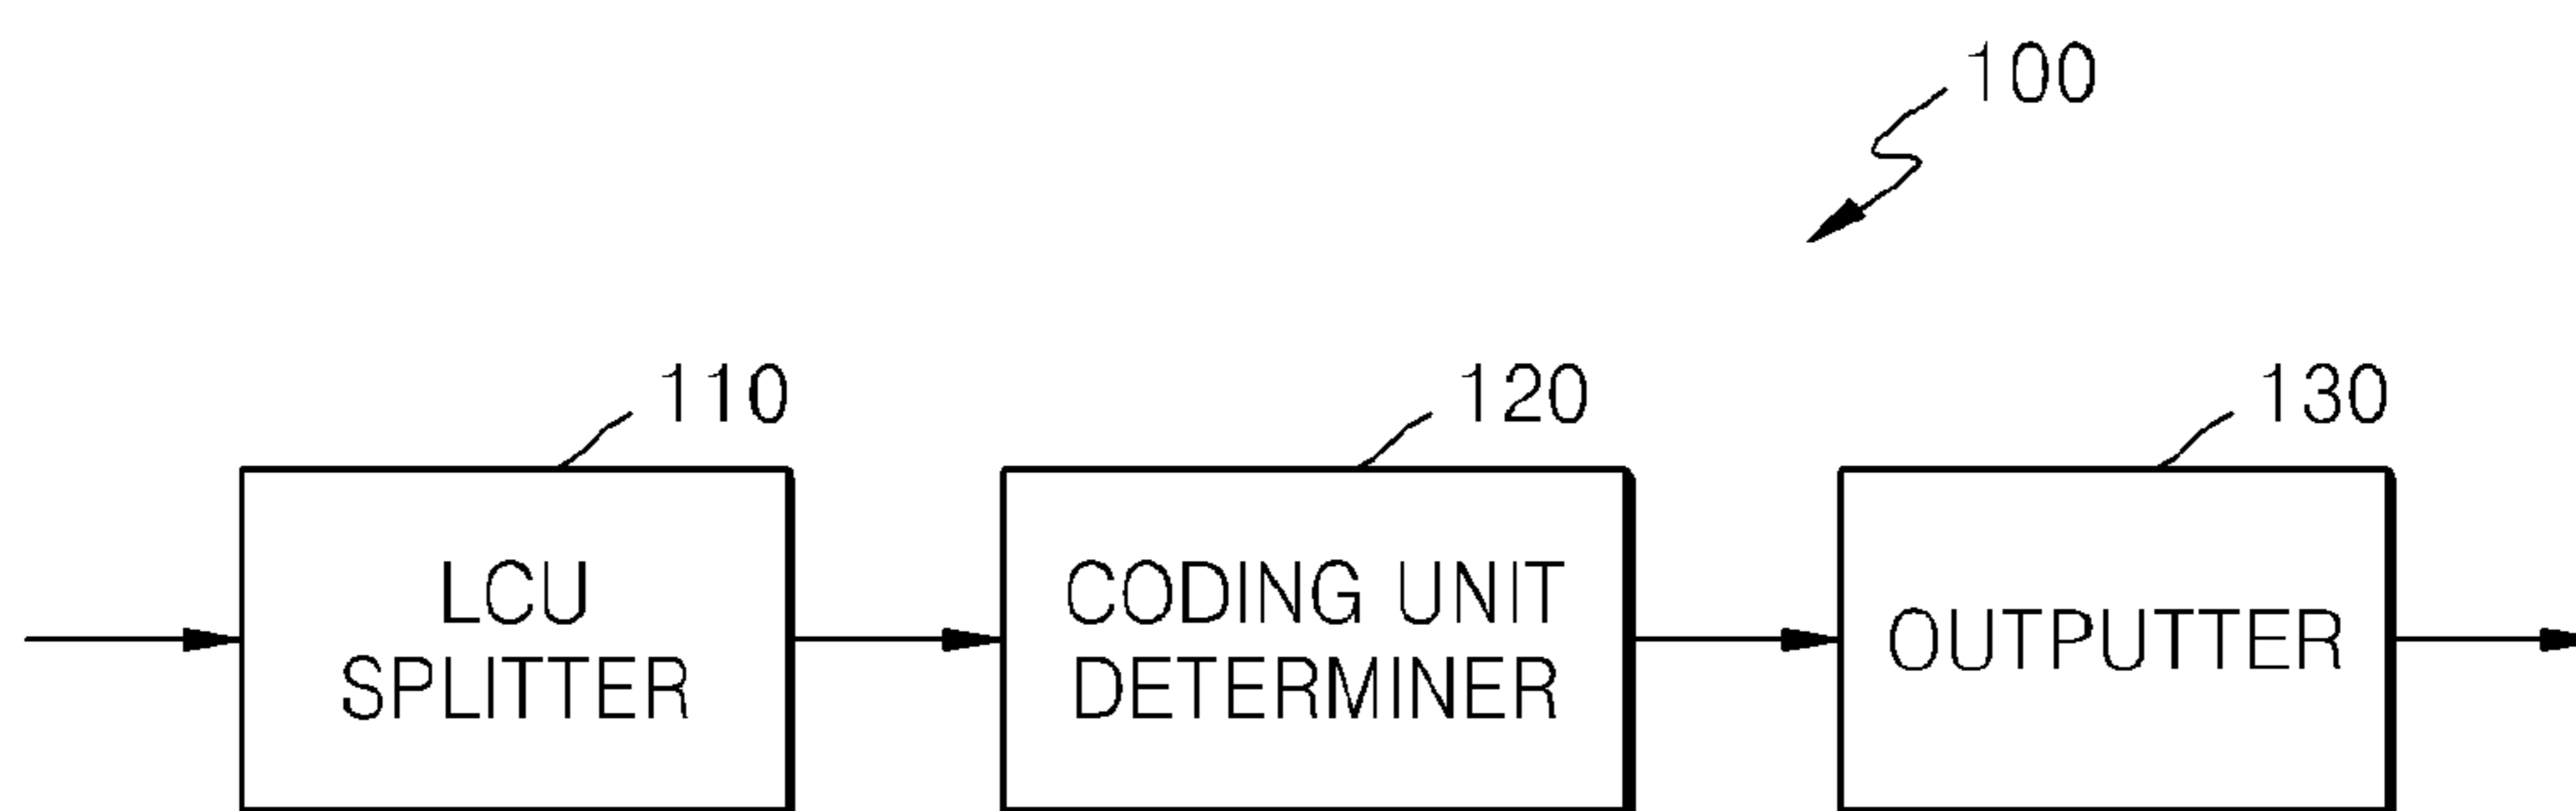 100
110
120
130
LCU
SPLITTER
CODING UNIT
DETERMINER
OUTPUTTER